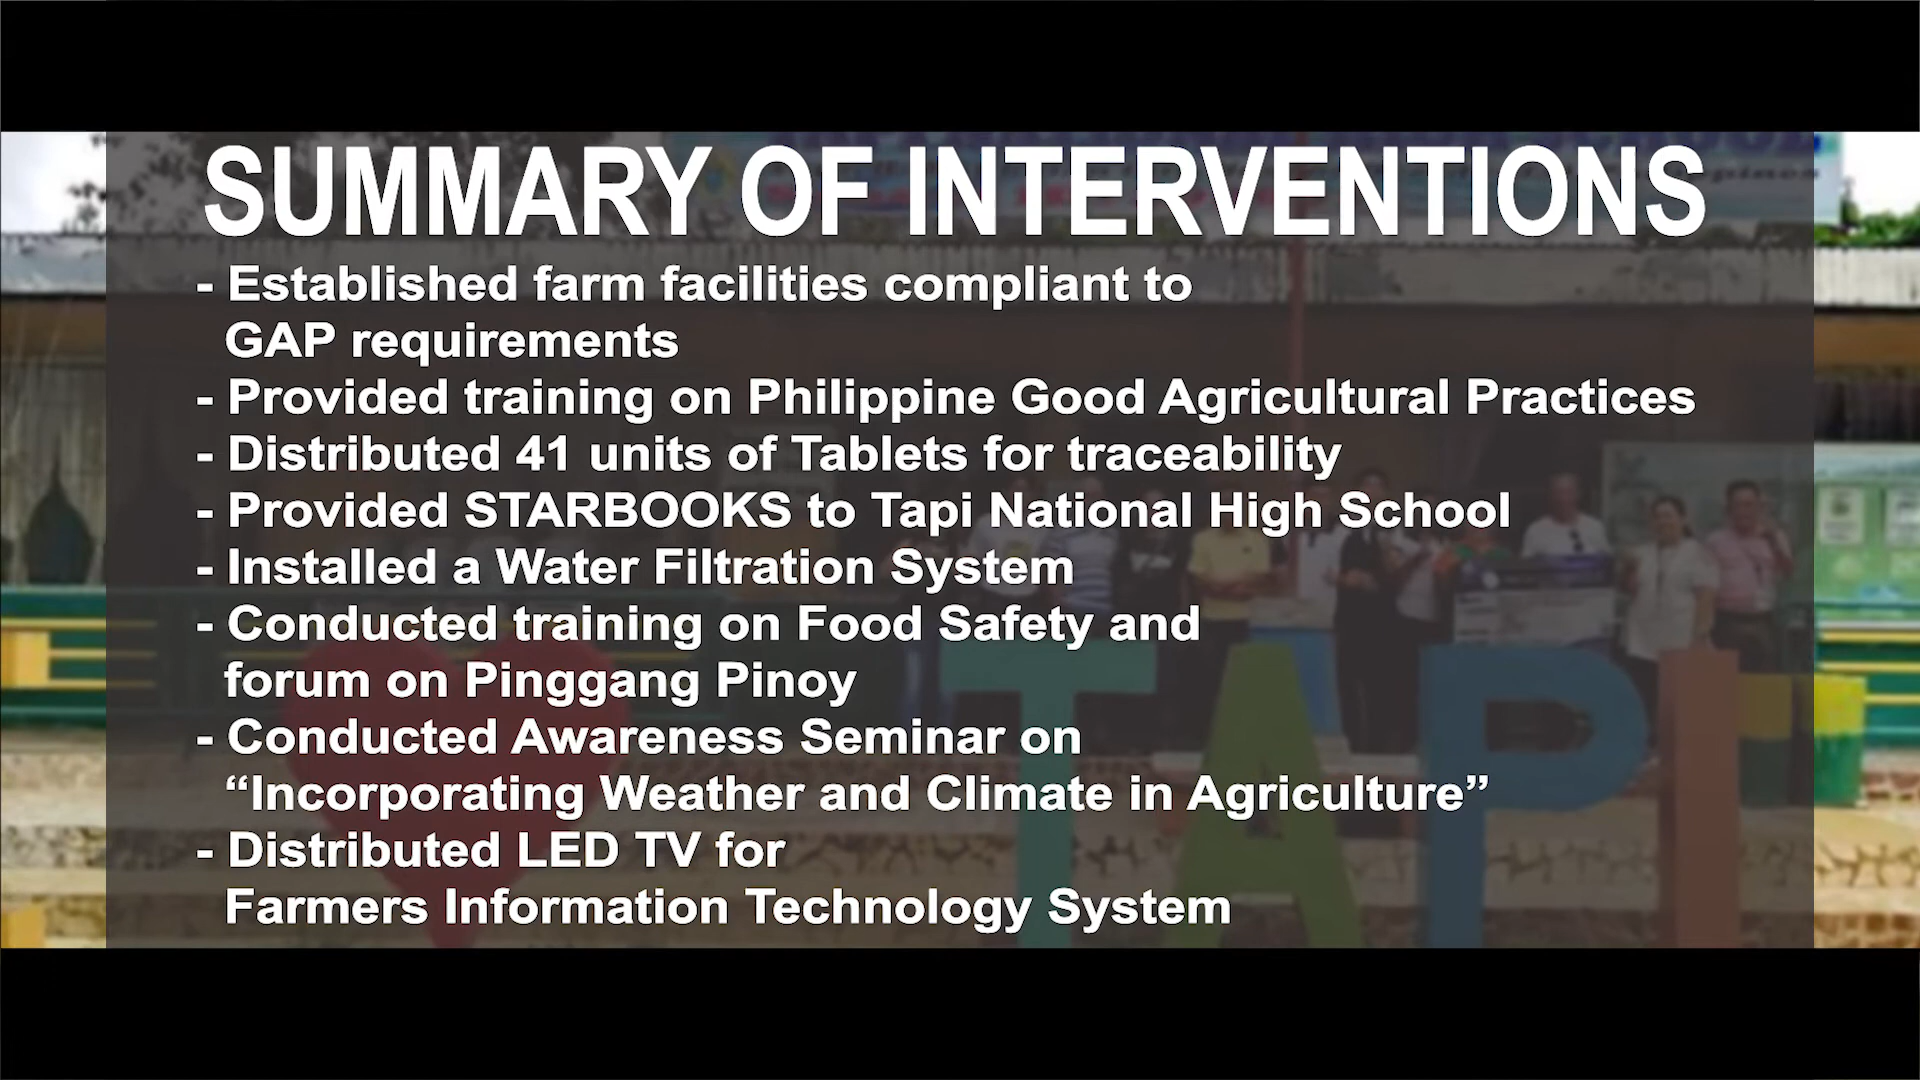 SUMMARY OF INTERVENTIONS
- Established farm facilities compliant to
GAP requirements
- Provided training on Philippine Good Agricultural Practices
- Distributed 41 units of Tablets for traceability
- Provided STARBOOKS to Tapi National High School
- Installed a Water Filtration System
- Conducted training on Food Safety and
forum on Pinggang Pinoy
- Conducted Awareness Seminar on
“Incorporating Weather and Climate in Agriculture”
- Distributed LED TV for
Farmers Information Technology System
TAPI